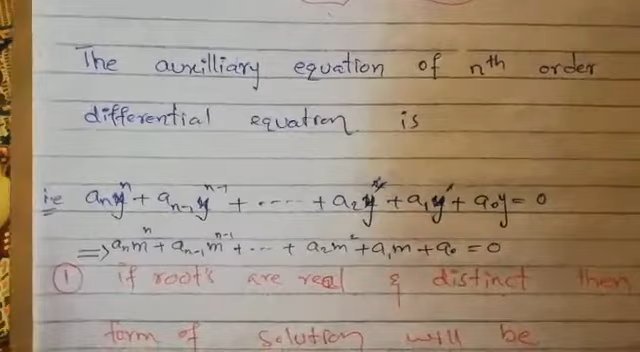 The auxilliary equation of nth order
differential equation is
i.e aₙyⁿ + aₙ₋₁yⁿ⁻¹ + ..... + a₂y'' + a₁y' + a₀y = 0
⟹ aₙmⁿ + aₙ₋₁mⁿ⁻¹ + ... + a₂m² + a₁m + a₀ = 0
① if root's are real & distinct then
form of solution will be